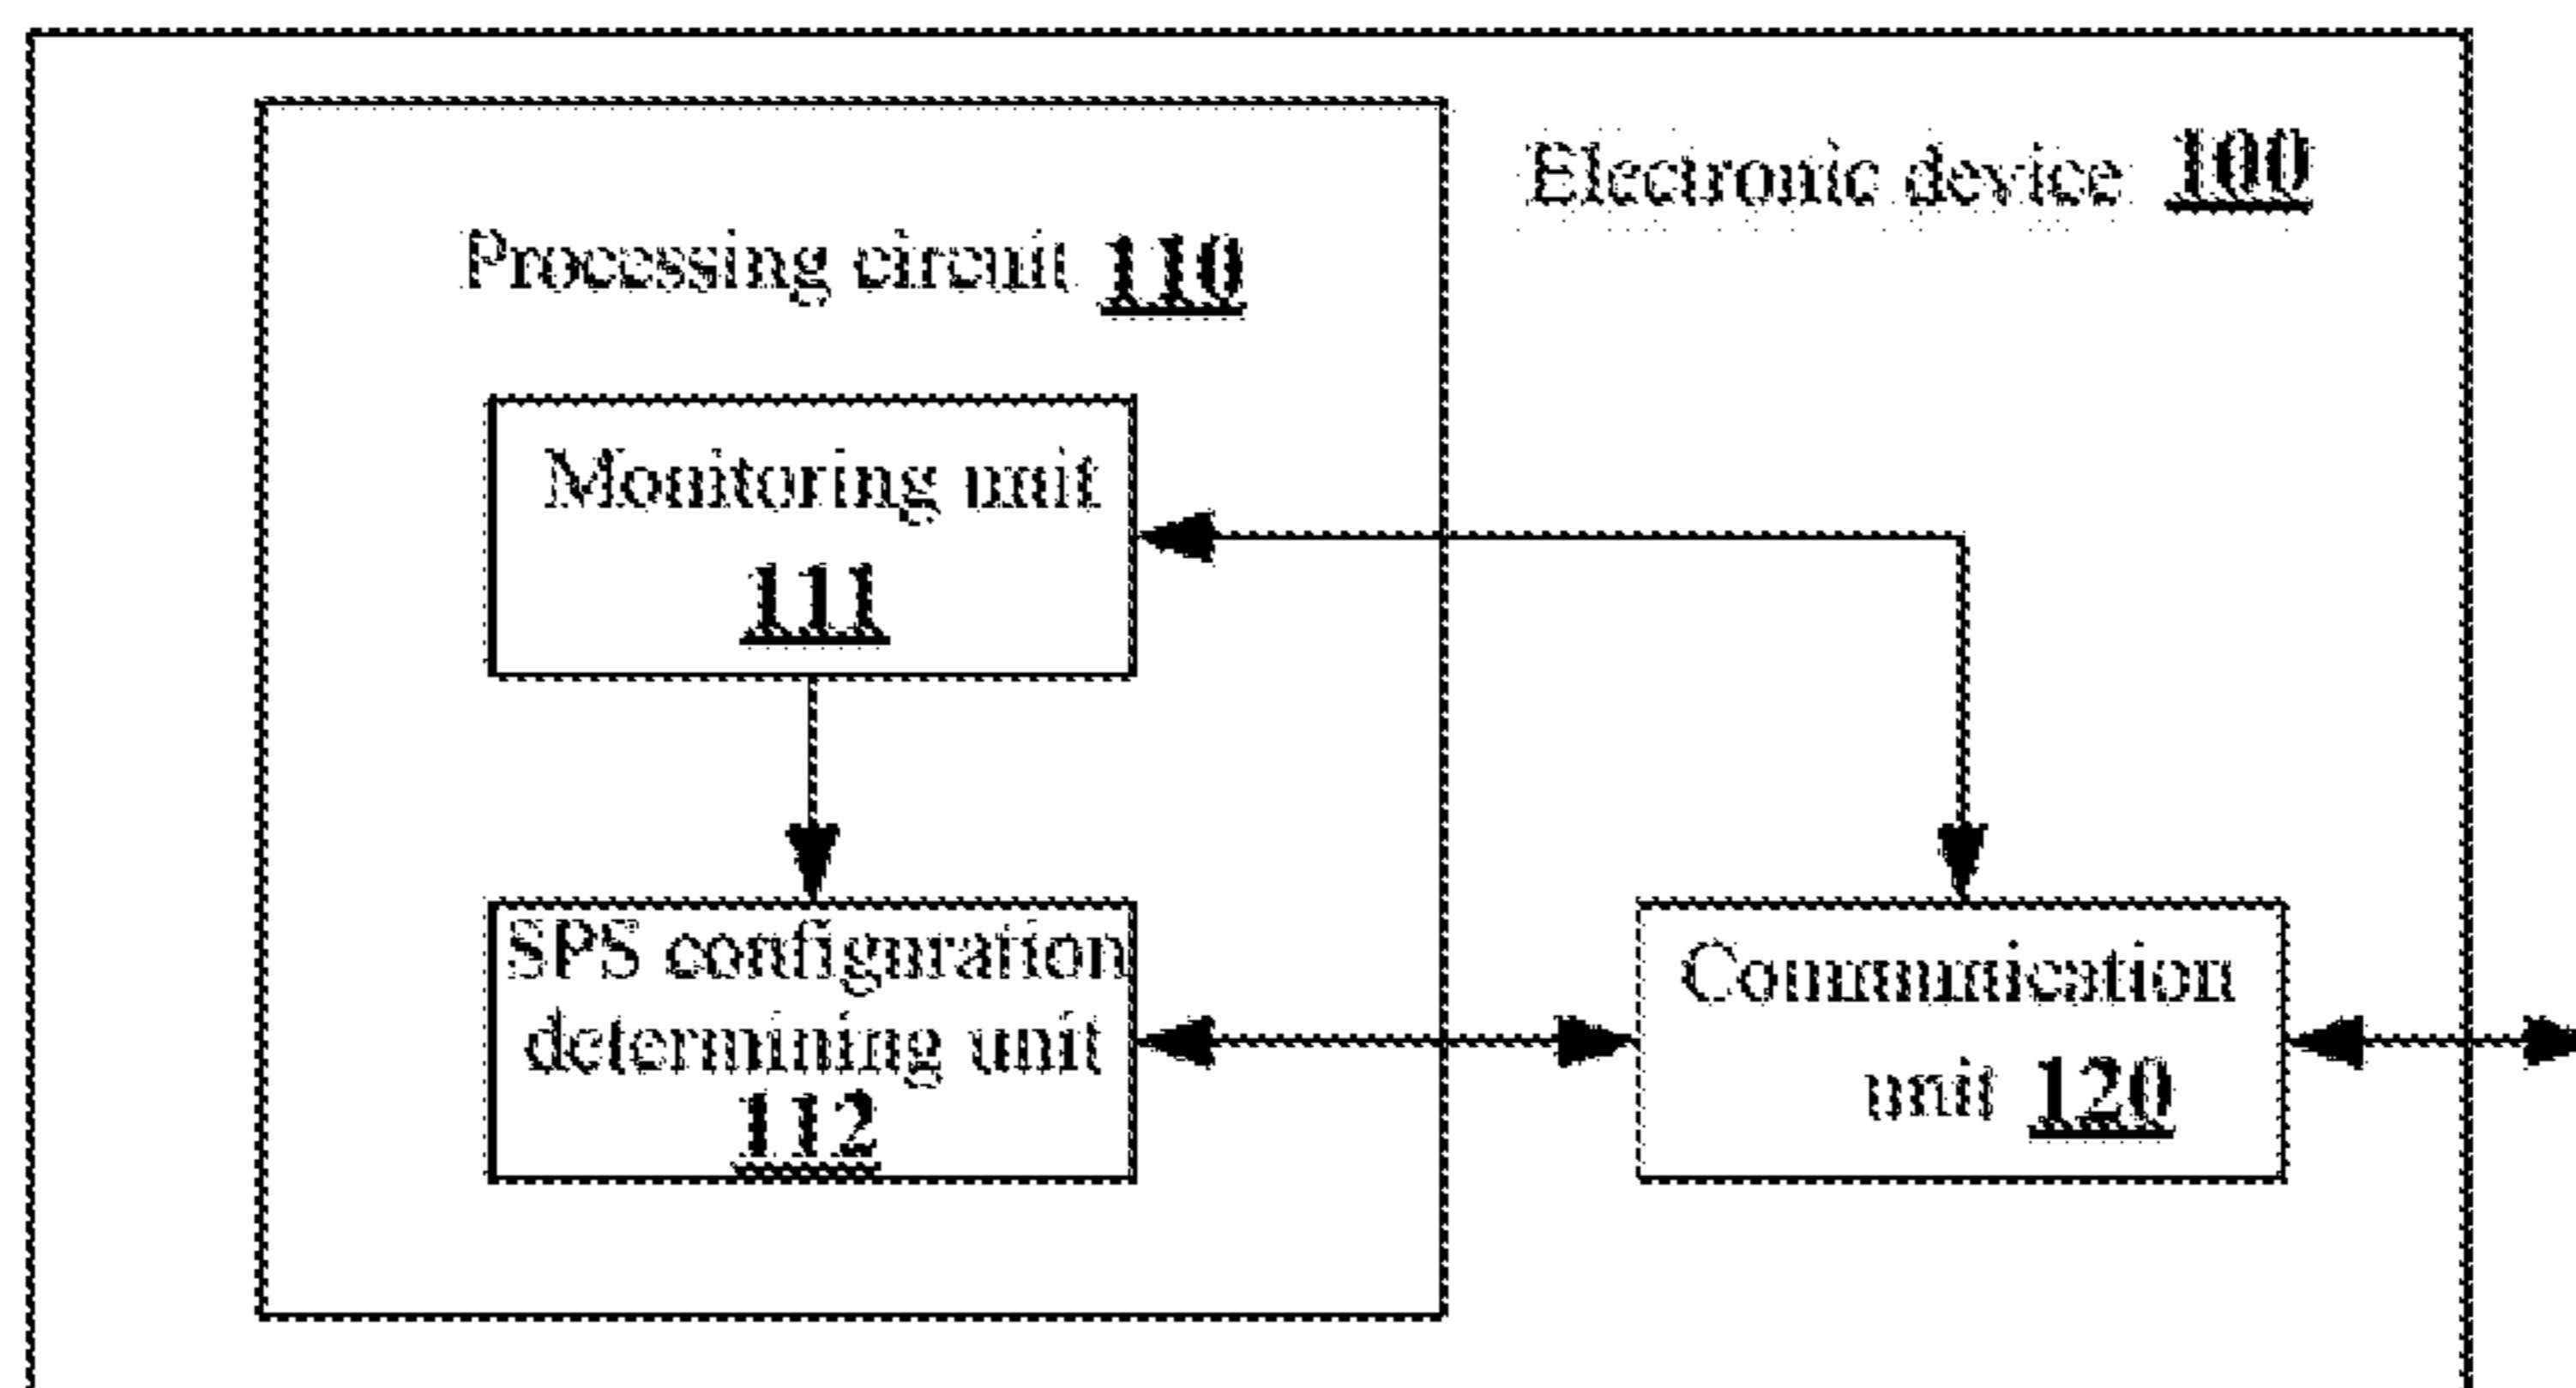 Electronic device 100
Processing circuit 110
Monitoring unit
111
SPS configuration
determining unit
112
Communication
unit 120